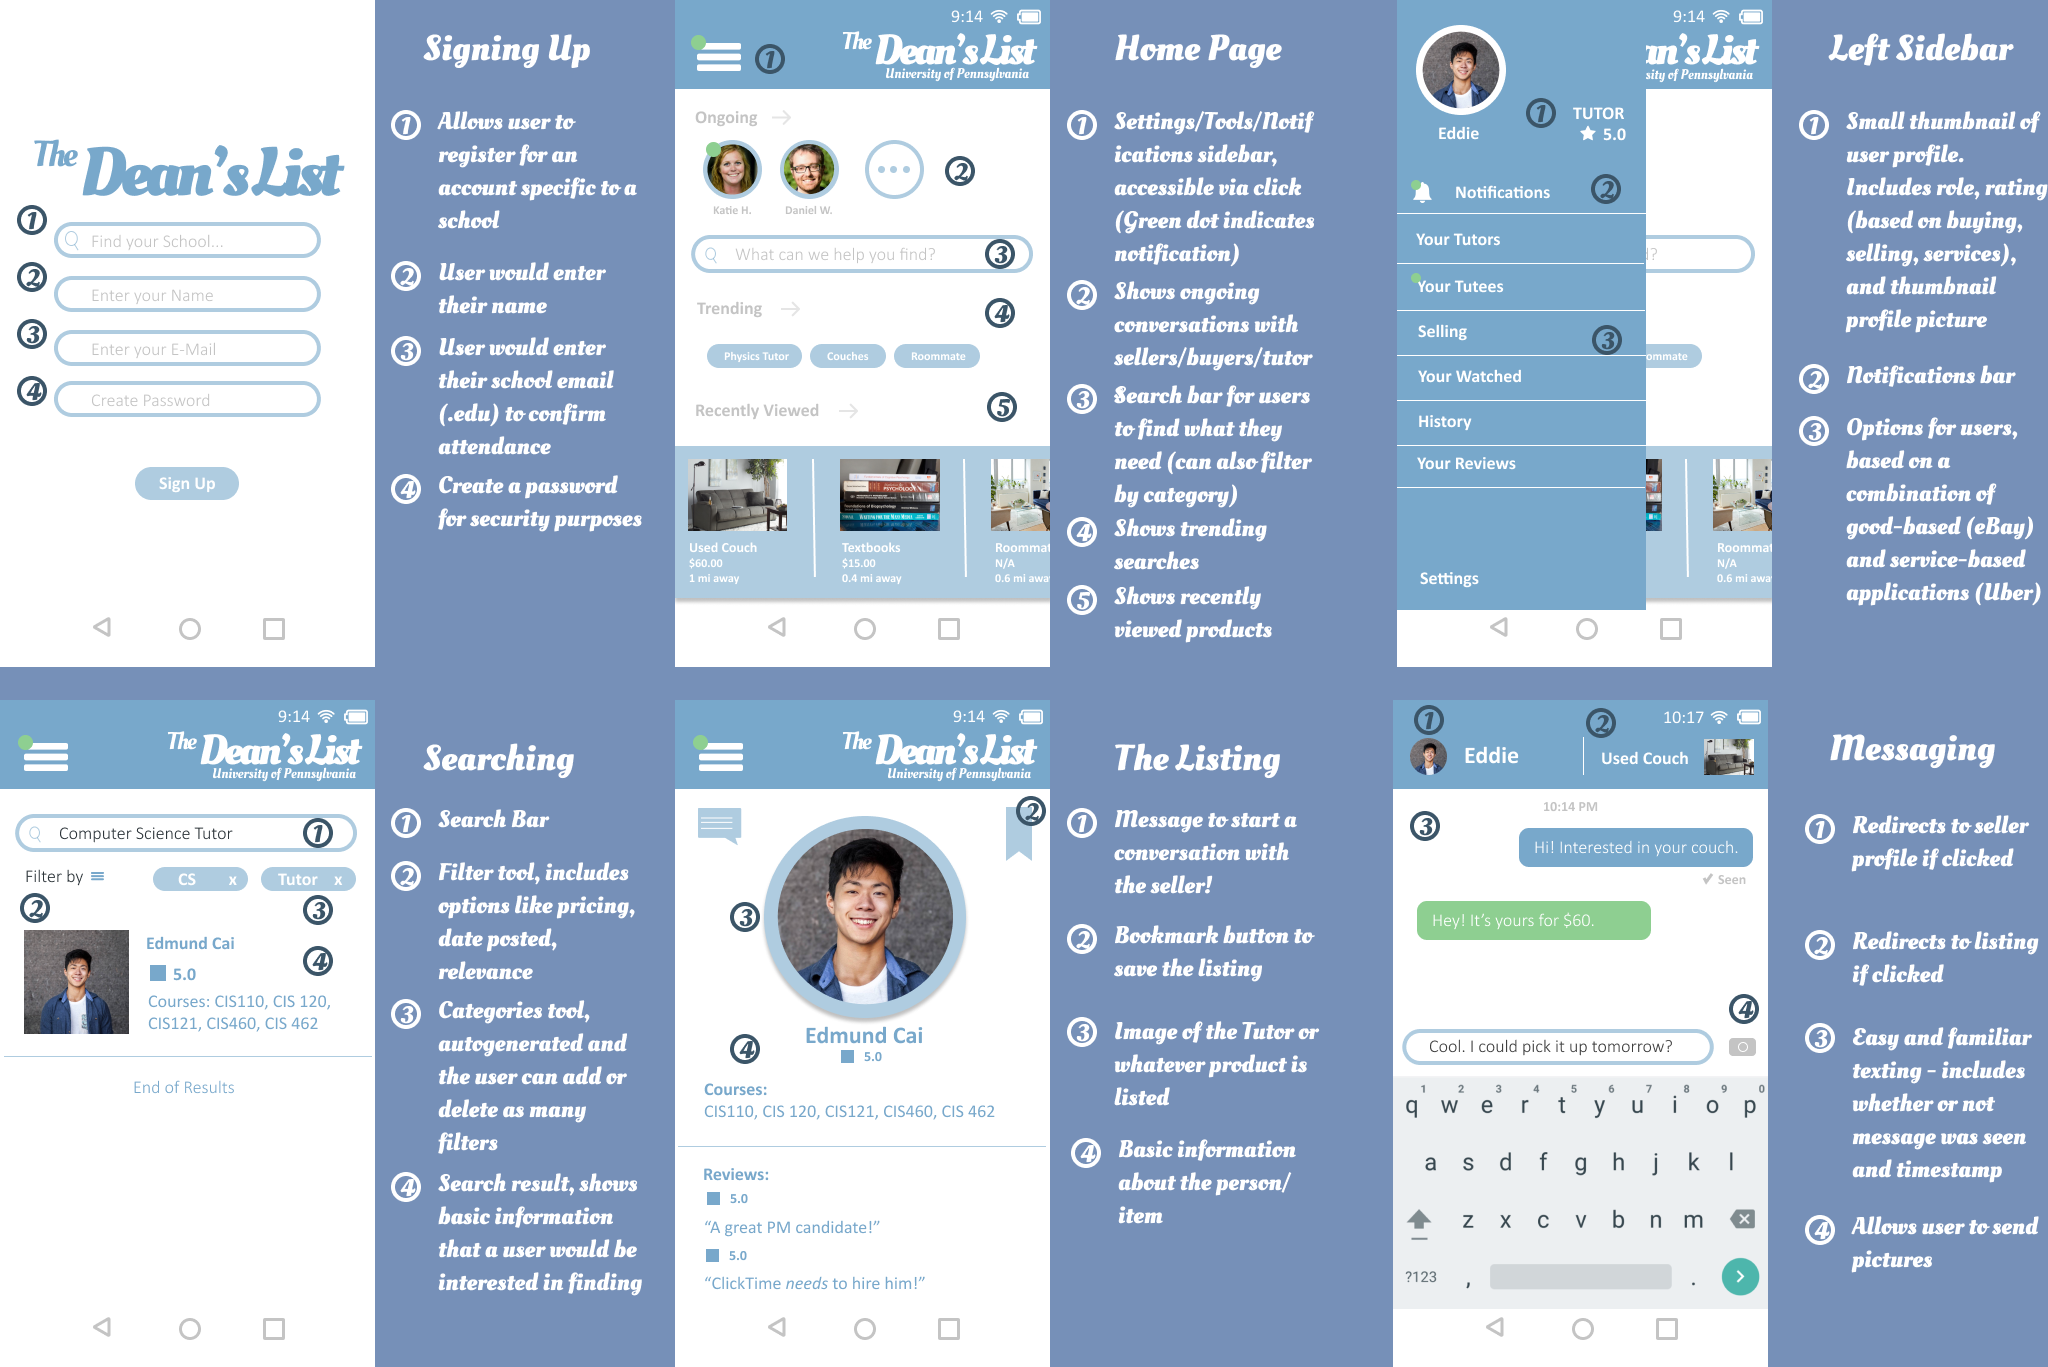 The Dean's List
1
Find your School...
2
Enter your Name
3
Enter your E-Mail
4
Create Password
Sign Up
Signing Up
1 Allows user to
register for an
account specific to a
school
2 User would enter
their name
3 User would enter
their school email
(.edu) to confirm
attendance
4 Create a password
for security purposes
9:14
1
The Dean's List
University of Pennsylvania
Ongoing
2
Katie H. Daniel W.
What can we help you find? 3
Trending 4
Physics Tutor Couches Roommate
Recently Viewed 5
PSYCHOLOGY
Used Couch
$60.00
1 mi away
Textbooks
$15.00
0.4 mi away
Roommat
N/A
0.6 mi awa
Home Page
1 Settings/Tools/Notif
ications sidebar,
accessible via click
(Green dot indicates
notification)
2 Shows ongoing
conversations with
sellers/buyers/tutor
3 Search bar for users
to find what they
need (can also filter
by category)
4 Shows trending
searches
5 Shows recently
viewed products
9:14
an's List
sity of Pennsylvania
Eddie
1
TUTOR
5.0
Notifications 2
Your Tutors
Your Tutees
Selling 3
Your Watched
History
Your Reviews
Settings
d?
ommate
Roommat
N/A
0.6 mi awa
Left Sidebar
1 Small thumbnail of
user profile.
Includes role, rating
(based on buying,
selling, services),
and thumbnail
profile picture
2 Notifications bar
3 Options for users,
based on a
combination of
good-based (eBay)
and service-based
applications (Uber)
9:14
The Dean's List
University of Pennsylvania
Computer Science Tutor 1
Filter by CS x Tutor x
2 3
Edmund Cai
4
5.0
Courses: CIS110, CIS 120,
CIS121, CIS460, CIS 462
End of Results
Searching
1 Search Bar
2 Filter tool, includes
options like pricing,
date posted,
relevance
3 Categories tool,
autogenerated and
the user can add or
delete as many
filters
4 Search result, shows
basic information
that a user would be
interested in finding
9:14
The Dean's List
University of Pennsylvania
2
3
4
Edmund Cai
5.0
Courses:
CIS110, CIS 120, CIS121, CIS460, CIS 462
Reviews:
5.0
“A great PM candidate!”
5.0
“ClickTime needs to hire him!”
The Listing
1 Message to start a
conversation with
the seller!
2 Bookmark button to
save the listing
3 Image of the Tutor or
whatever product is
listed
4 Basic information
about the person/
item
1 2 10:17
Eddie Used Couch
10:14 PM
3
Hi! Interested in your couch.
Seen
Hey! It's yours for $60.
4
Cool. I could pick it up tomorrow?
1 2 3 4 5 6 7 8 9 0
q w e r t y u i o p
a s d f g h j k l
z x c v b n m
?123 , .
Messaging
1 Redirects to seller
profile if clicked
2 Redirects to listing
if clicked
3 Easy and familiar
texting - includes
whether or not
message was seen
and timestamp
4 Allows user to send
pictures